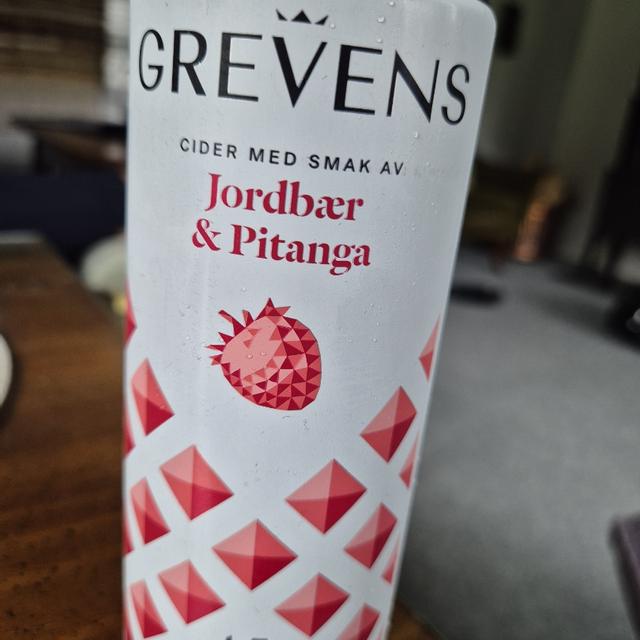 GREVENS
CIDER MED SMAK AV
Jordbær
& Pitanga